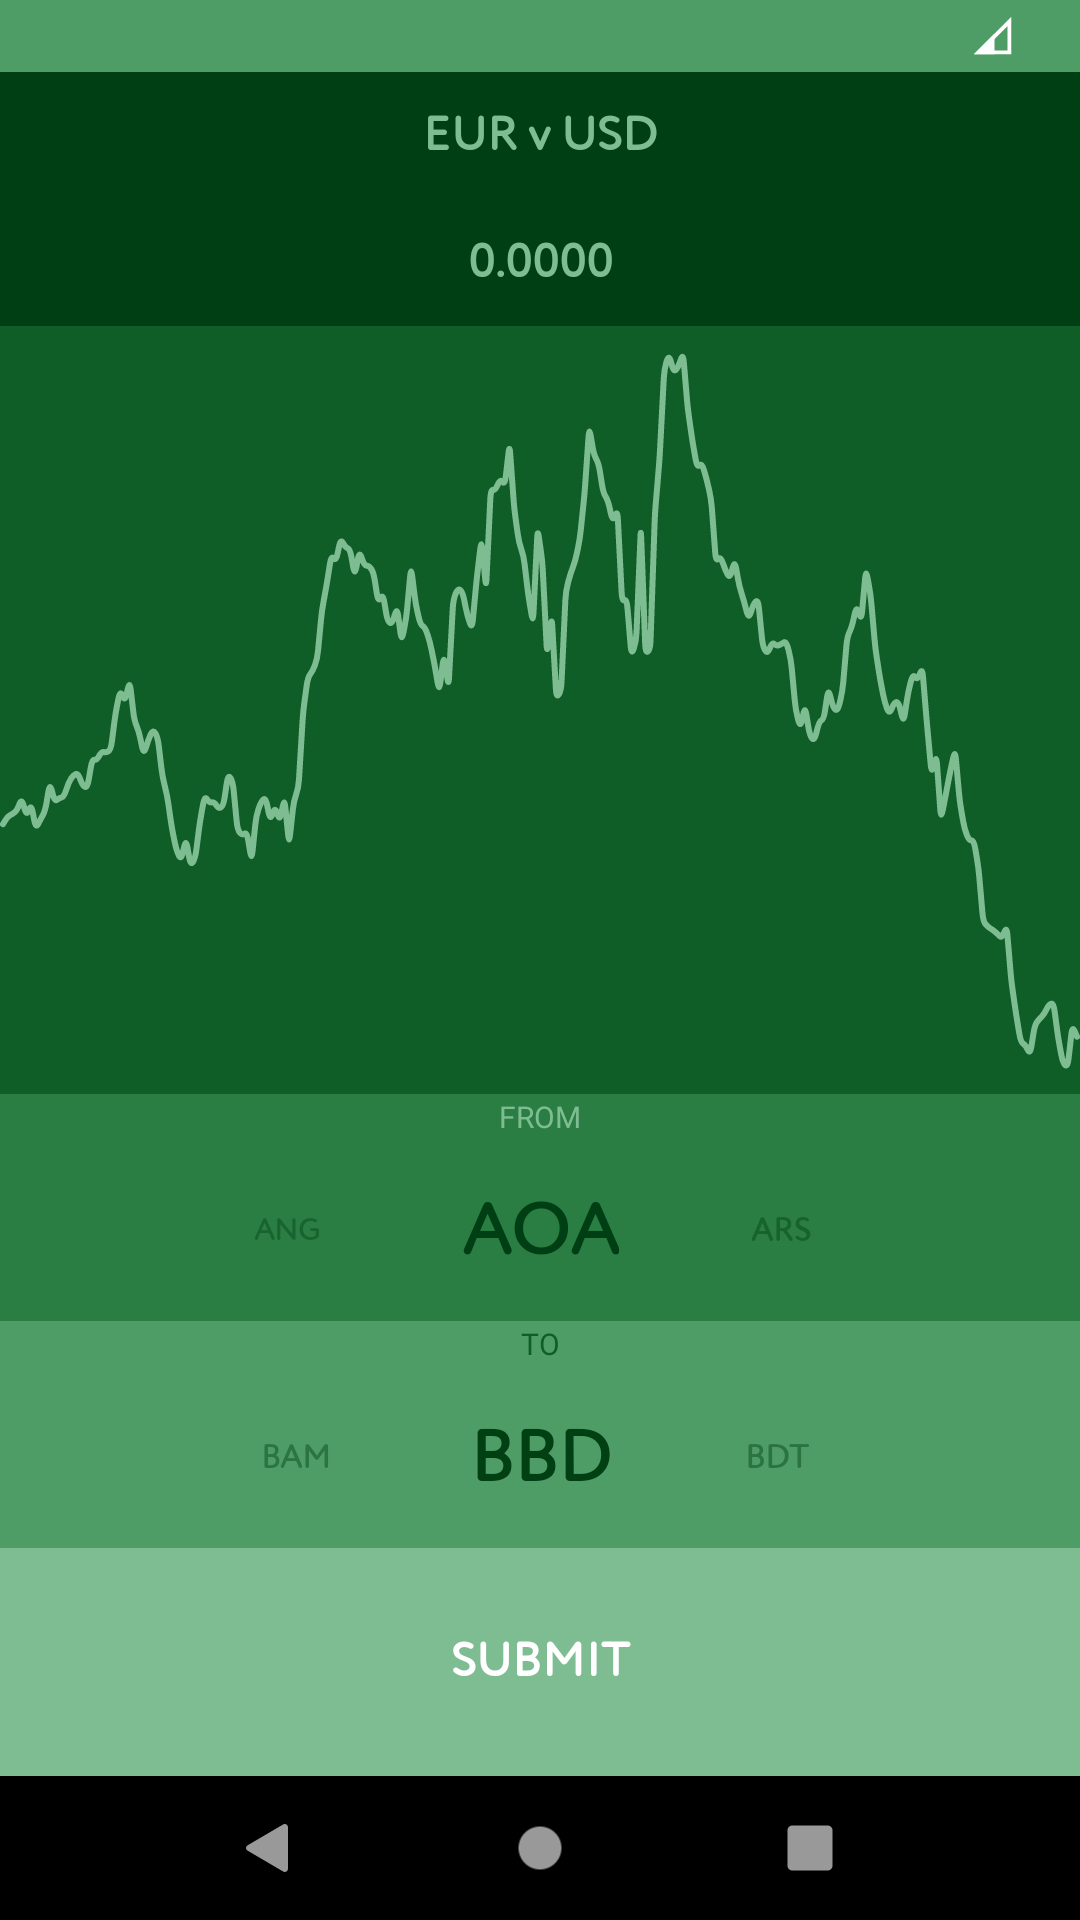 EUR v USD
0.0000
FROM
ANG AOA ARS
TO
BAM BBD BDT
SUBMIT